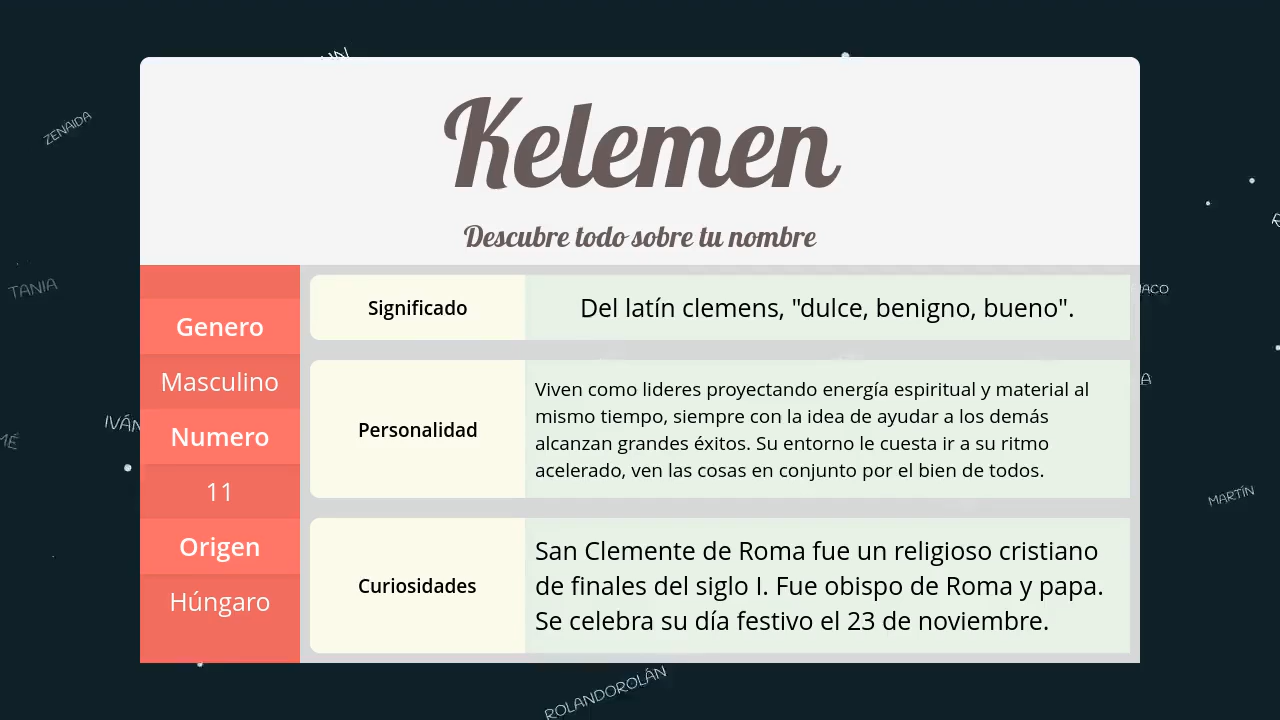 ZENAIDA
Kelemen
Descubre todo sobre tu nombre
TANIA
Genero
Masculino
Numero
11
Origen
Húngaro
Significado
Del latín clemens, "dulce, benigno, bueno".
Personalidad
Viven como lideres proyectando energía espiritual y material al
mismo tiempo, siempre con la idea de ayudar a los demás
alcanzan grandes éxitos. Su entorno le cuesta ir a su ritmo
acelerado, ven las cosas en conjunto por el bien de todos.
Curiosidades
San Clemente de Roma fue un religioso cristiano
de finales del siglo I. Fue obispo de Roma y papa.
Se celebra su día festivo el 23 de noviembre.
IVÁN
MARTÍN
ROLANDOROLÁN